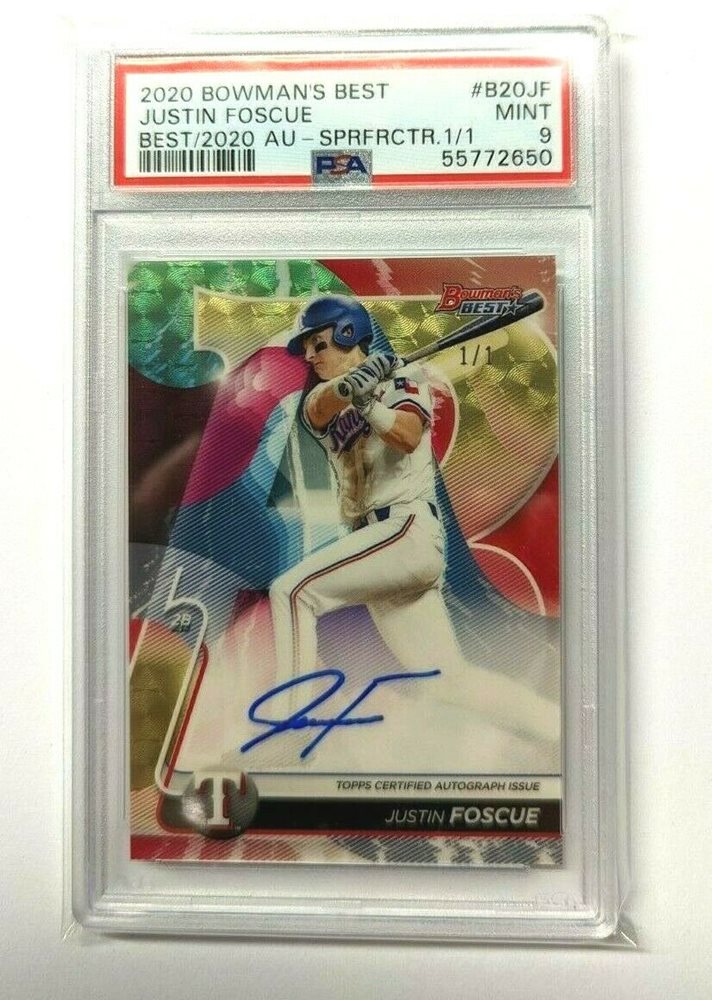 2020 BOWMAN'S BEST #B20JF
JUSTIN FOSCUE MINT
BEST/2020 AU-SPRFRCTR.1/1 9
PSA 55772650
Bowman's
BEST
1/1
2B
TOPPS CERTIFIED AUTOGRAPH ISSUE
T
JUSTIN FOSCUE